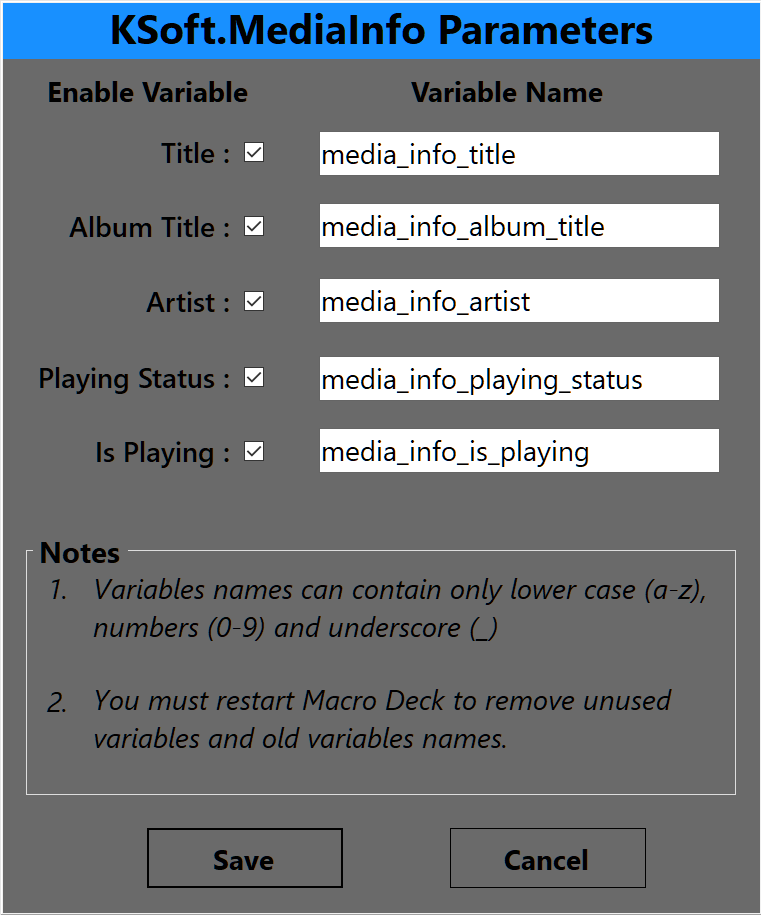 KSoft.MediaInfo Parameters
Enable Variable Variable Name
Title : media_info_title
Album Title : media_info_album_title
Artist : media_info_artist
Playing Status : media_info_playing_status
Is Playing : media_info_is_playing
Notes
1. Variables names can contain only lower case (a-z),
numbers (0-9) and underscore (_)
2. You must restart Macro Deck to remove unused
variables and old variables names.
Save Cancel